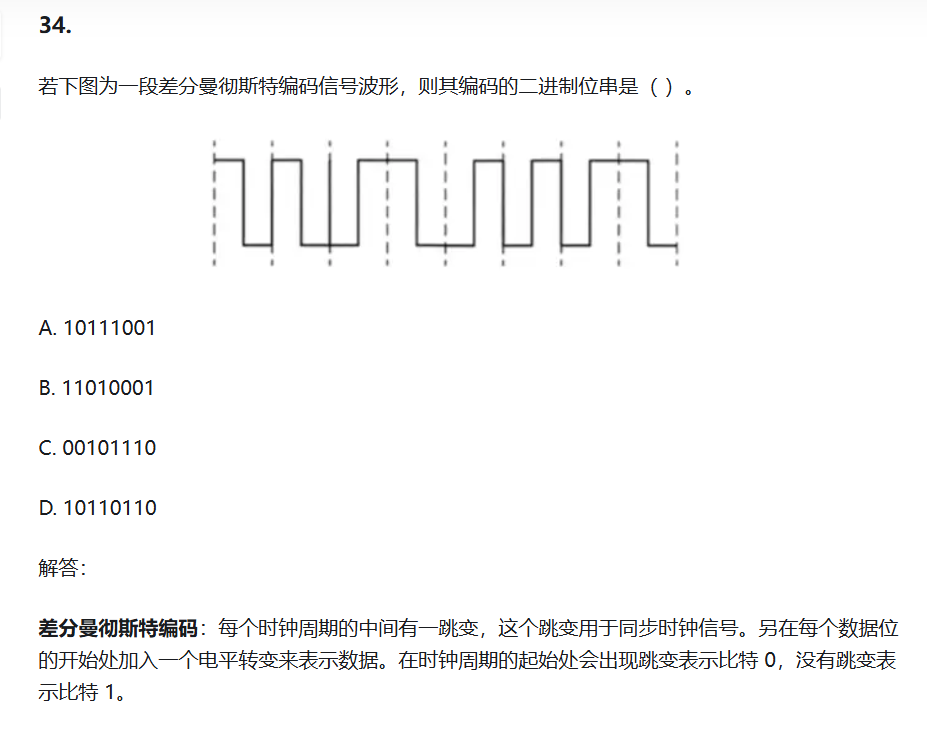 34.
若下图为一段差分曼彻斯特编码信号波形，则其编码的二进制位串是（ ）。
A. 10111001
B. 11010001
C. 00101110
D. 10110110
解答：
差分曼彻斯特编码：每个时钟周期的中间有一跳变，这个跳变用于同步时钟信号。另在每个数据位
的开始处加入一个电平转变来表示数据。在时钟周期的起始处会出现跳变表示比特 0，没有跳变表
示比特 1。